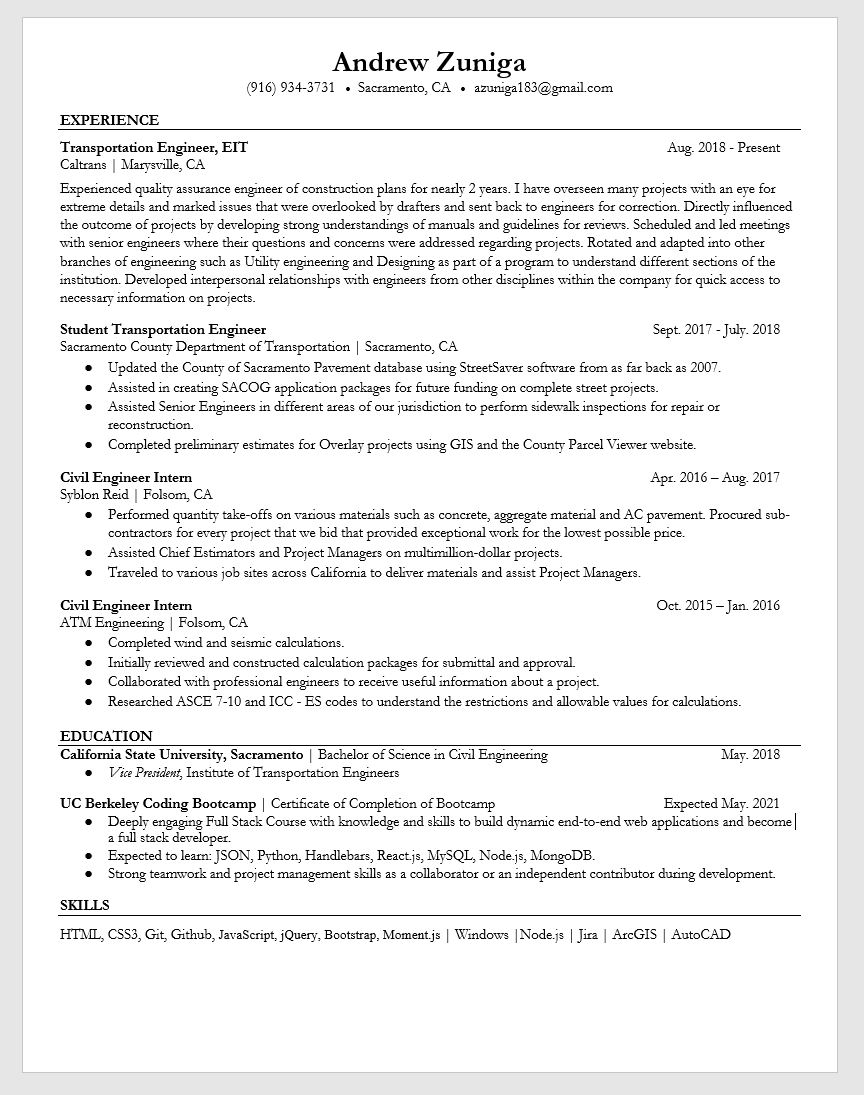 Andrew Zuniga
(916) 934-3731 • Sacramento, CA • azuniga183@gmail.com
EXPERIENCE
Transportation Engineer, EIT Aug. 2018 - Present
Caltrans | Marysville, CA
Experienced quality assurance engineer of construction plans for nearly 2 years. I have overseen many projects with an eye for
extreme details and marked issues that were overlooked by drafters and sent back to engineers for correction. Directly influenced
the outcome of projects by developing strong understandings of manuals and guidelines for reviews. Scheduled and led meetings
with senior engineers where their questions and concerns were addressed regarding projects. Rotated and adapted into other
branches of engineering such as Utility engineering and Designing as part of a program to understand different sections of the
institution. Developed interpersonal relationships with engineers from other disciplines within the company for quick access to
necessary information on projects.
Student Transportation Engineer Sept. 2017 - July. 2018
Sacramento County Department of Transportation | Sacramento, CA
● Updated the County of Sacramento Pavement database using StreetSaver software from as far back as 2007.
● Assisted in creating SACOG application packages for future funding on complete street projects.
● Assisted Senior Engineers in different areas of our jurisdiction to perform sidewalk inspections for repair or
reconstruction.
● Completed preliminary estimates for Overlay projects using GIS and the County Parcel Viewer website.
Civil Engineer Intern Apr. 2016 – Aug. 2017
Syblon Reid | Folsom, CA
● Performed quantity take-offs on various materials such as concrete, aggregate material and AC pavement. Procured sub-
contractors for every project that we bid that provided exceptional work for the lowest possible price.
● Assisted Chief Estimators and Project Managers on multimillion-dollar projects.
● Traveled to various job sites across California to deliver materials and assist Project Managers.
Civil Engineer Intern Oct. 2015 – Jan. 2016
ATM Engineering | Folsom, CA
● Completed wind and seismic calculations.
● Initially reviewed and constructed calculation packages for submittal and approval.
● Collaborated with professional engineers to receive useful information about a project.
● Researched ASCE 7-10 and ICC - ES codes to understand the restrictions and allowable values for calculations.
EDUCATION
California State University, Sacramento | Bachelor of Science in Civil Engineering May. 2018
● Vice President, Institute of Transportation Engineers
UC Berkeley Coding Bootcamp | Certificate of Completion of Bootcamp Expected May. 2021
● Deeply engaging Full Stack Course with knowledge and skills to build dynamic end-to-end web applications and become
a full stack developer.
● Expected to learn: JSON, Python, Handlebars, React.js, MySQL, Node.js, MongoDB.
● Strong teamwork and project management skills as a collaborator or an independent contributor during development.
SKILLS
HTML, CSS3, Git, Github, JavaScript, jQuery, Bootstrap, Moment.js | Windows |Node.js | Jira | ArcGIS | AutoCAD